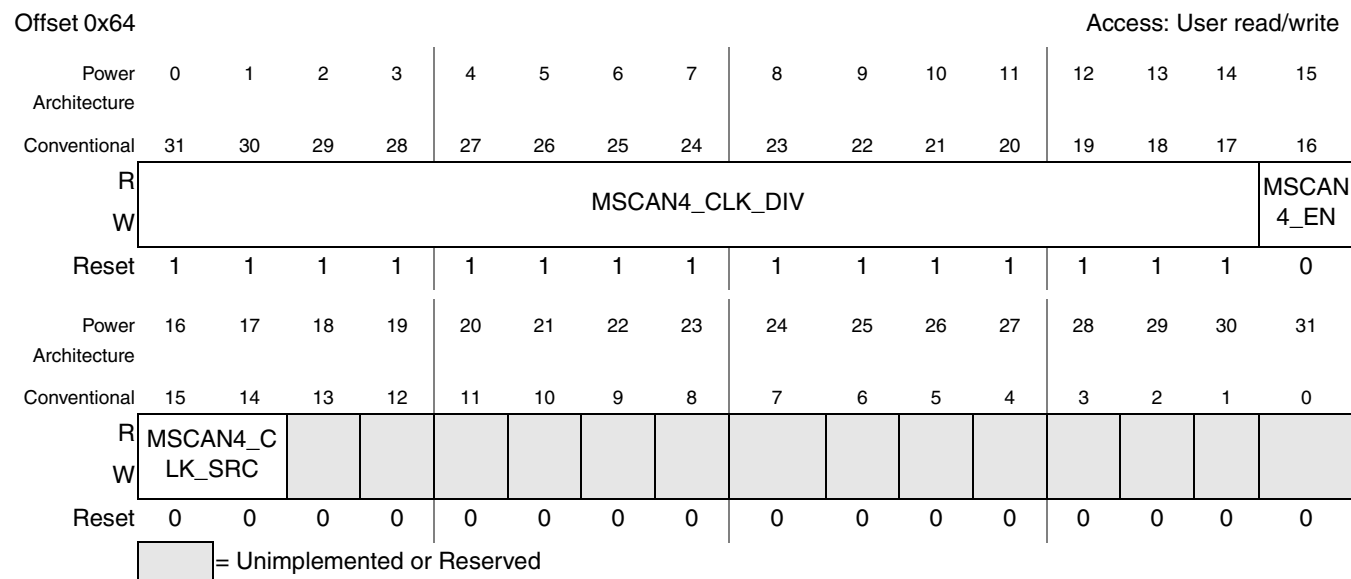 Offset 0x64 Access: User read/write
Power 0 1 2 3 4 5 6 7 8 9 10 11 12 13 14 15
Architecture
Conventional 31 30 29 28 27 26 25 24 23 22 21 20 19 18 17 16
R
MSCAN4_CLK_DIV
MSCAN
4_EN
W
Reset 1 1 1 1 1 1 1 1 1 1 1 1 1 1 1 0
Power 16 17 18 19 20 21 22 23 24 25 26 27 28 29 30 31
Architecture
Conventional 15 14 13 12 11 10 9 8 7 6 5 4 3 2 1 0
R MSCAN4_C
W LK_SRC
Reset 0 0 0 0 0 0 0 0 0 0 0 0 0 0 0 0
= Unimplemented or Reserved